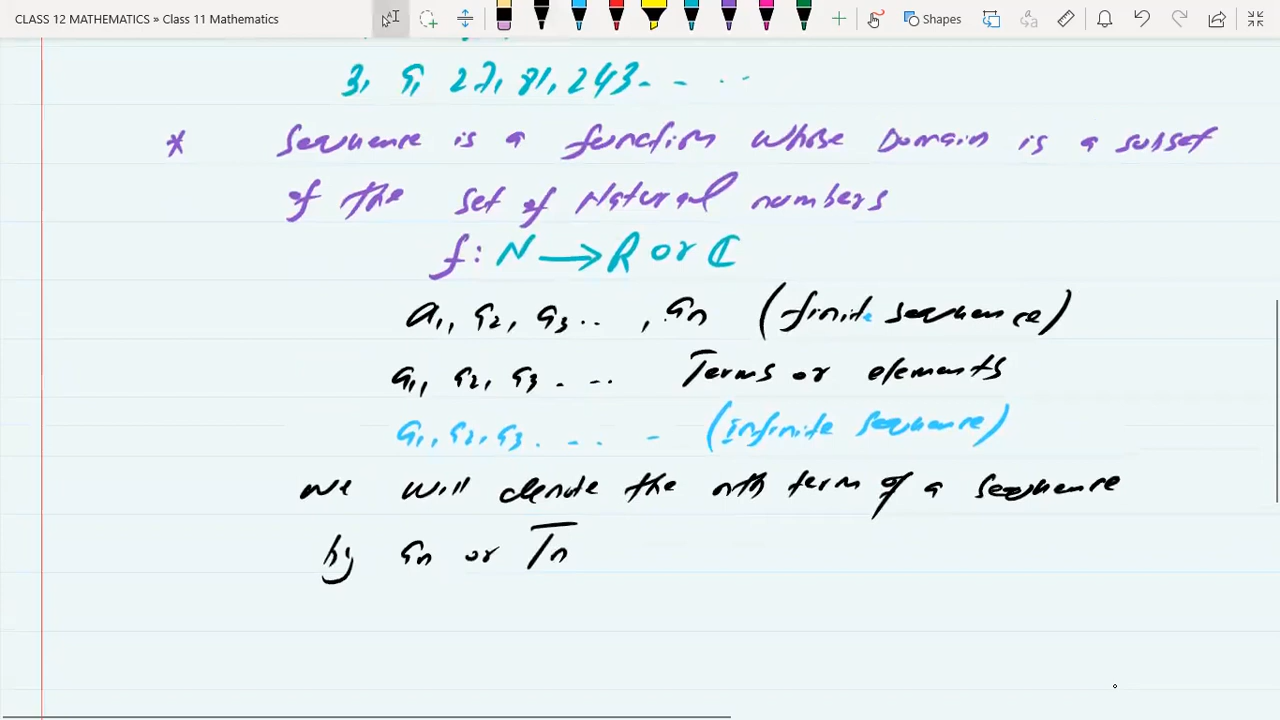 CLASS 12 MATHEMATICS » Class 11 Mathematics
Shapes
3, 9, 27, 81, 243 - - . . -
* Sequence is a function whose Domain is a subset
of the set of Natural numbers
f: N → R or ℂ
a1, a2, a3 . . , an (finite sequence)
a1, a2, a3 . . . Terms or elements
a1, a2, a3 . . . . - (Infinite sequence)
we will denote the nth term of a sequence
by an or Tn